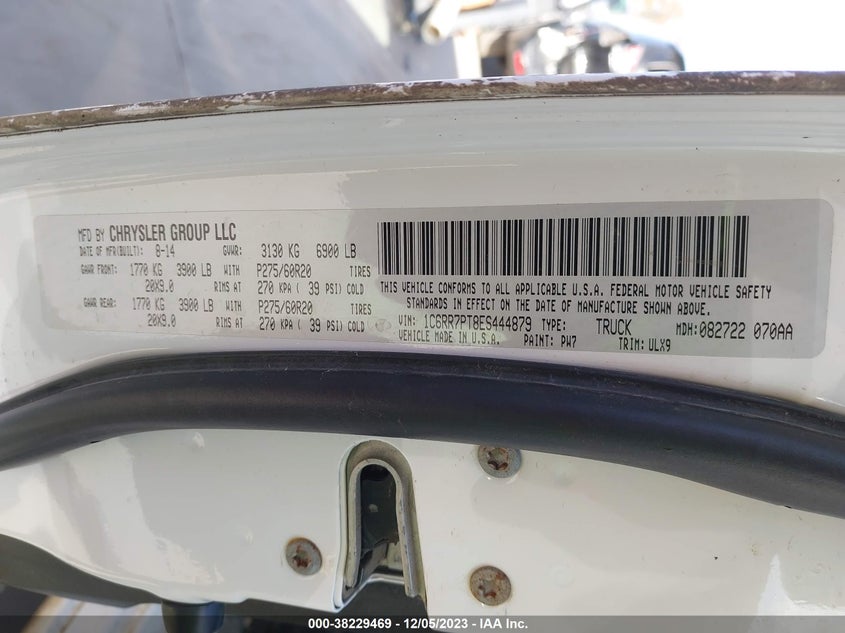 MFD BY CHRYSLER GROUP LLC
DATE OF MFR(BUILT): 8-14 GVWR: 3130 KG 6900 LB
GAWR FRONT: 1770 KG 3900 LB WITH P275/60R20 TIRES
20X9.0 RIMS AT 270 KPA ( 39 PSI) COLD
GAWR REAR: 1770 KG 3900 LB WITH P275/60R20 TIRES
20X9.0 RIMS AT 270 KPA ( 39 PSI) COLD
THIS VEHICLE CONFORMS TO ALL APPLICABLE U.S.A. FEDERAL MOTOR VEHICLE SAFETY
STANDARDS IN EFFECT ON THE DATE OF MANUFACTURE SHOWN ABOVE.
VIN: 1C6RR7PT8ES444879 TYPE: TRUCK MDH: 082722 070AA
VEHICLE MADE IN U.S.A. PAINT: PW7 TRIM: ULX9
000-38229469 - 12/05/2023 - IAA Inc.